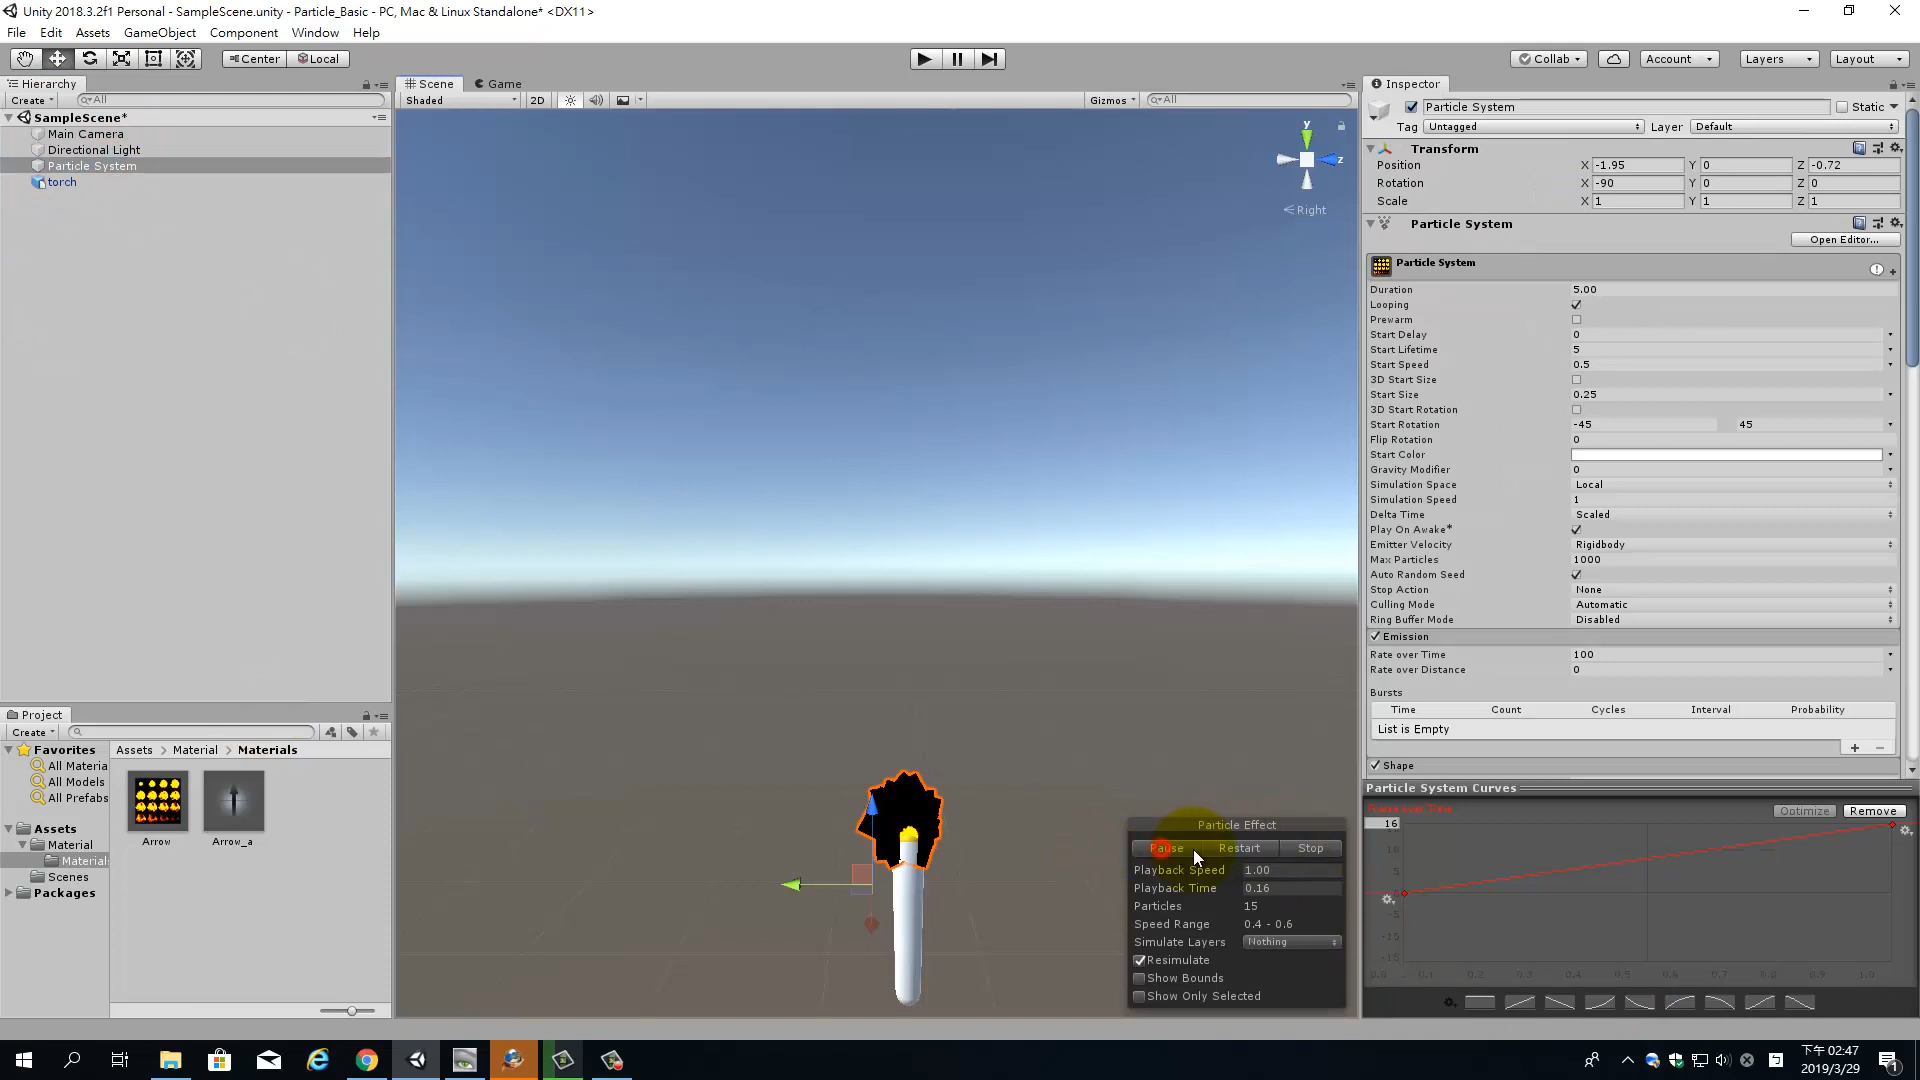 Unity 2018.3.2f1 Personal - SampleScene.unity - Particle_Basic - PC, Mac & Linux Standalone* <DX11>
File Edit Assets GameObject Component Window Help
Center Local Collab Account Layers Layout
Hierarchy
Create All
SampleScene*
Main Camera
Directional Light
Particle System
torch
Scene Game
Shaded 2D Gizmos All
y
z
Right
Project
Create
Favorites
All Materia
All Models
All Prefabs
Assets
Material
Material
Scenes
Packages
Assets > Material > Materials
Arrow Arrow_a
Particle Effect
Pause Restart Stop
Playback Speed 1.00
Playback Time 0.16
Particles 15
Speed Range 0.4 - 0.6
Simulate Layers Nothing
Resimulate
Show Bounds
Show Only Selected
Inspector
Particle System Static
Tag Untagged Layer Default
Transform
Position X -1.95 Y 0 Z -0.72
Rotation X -90 Y 0 Z 0
Scale X 1 Y 1 Z 1
Particle System
Open Editor...
Particle System
Duration 5.00
Looping
Prewarm
Start Delay 0
Start Lifetime 5
Start Speed 0.5
3D Start Size
Start Size 0.25
3D Start Rotation
Start Rotation -45 45
Flip Rotation 0
Start Color
Gravity Modifier 0
Simulation Space Local
Simulation Speed 1
Delta Time Scaled
Play On Awake*
Emitter Velocity Rigidbody
Max Particles 1000
Auto Random Seed
Stop Action None
Culling Mode Automatic
Ring Buffer Mode Disabled
Emission
Rate over Time 100
Rate over Distance 0
Bursts
Time Count Cycles Interval Probability
List is Empty
Shape
Particle System Curves
Frame over Time Optimize Remove
16
下午 02:47
2019/3/29
1